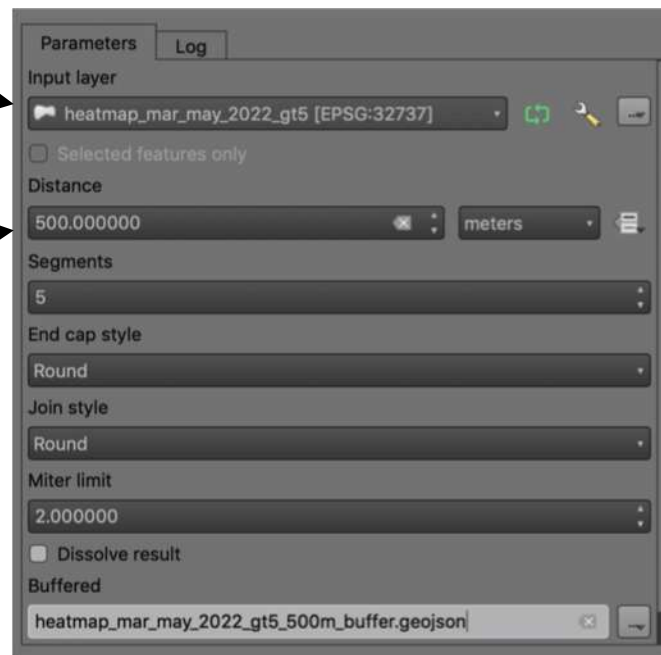 Parameters Log
Input layer
heatmap_mar_may_2022_gt5 [EPSG:32737]
Selected features only
Distance
500.000000 meters
Segments
5
End cap style
Round
Join style
Round
Miter limit
2.000000
Dissolve result
Buffered
heatmap_mar_may_2022_gt5_500m_buffer.geojson